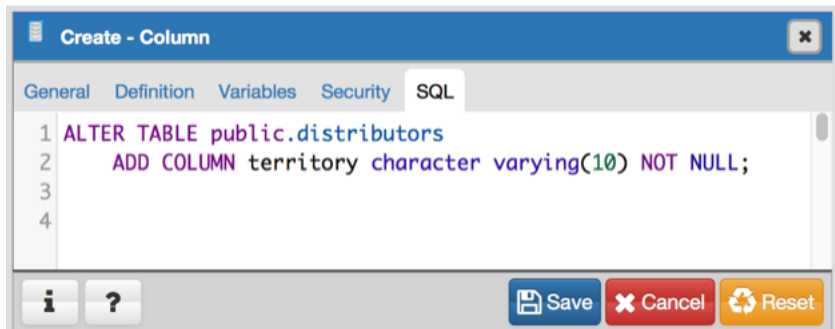 Create - Column
General Definition Variables Security SQL
1 ALTER TABLE public.distributors
2 ADD COLUMN territory character varying(10) NOT NULL;
3
4
i ? Save Cancel Reset